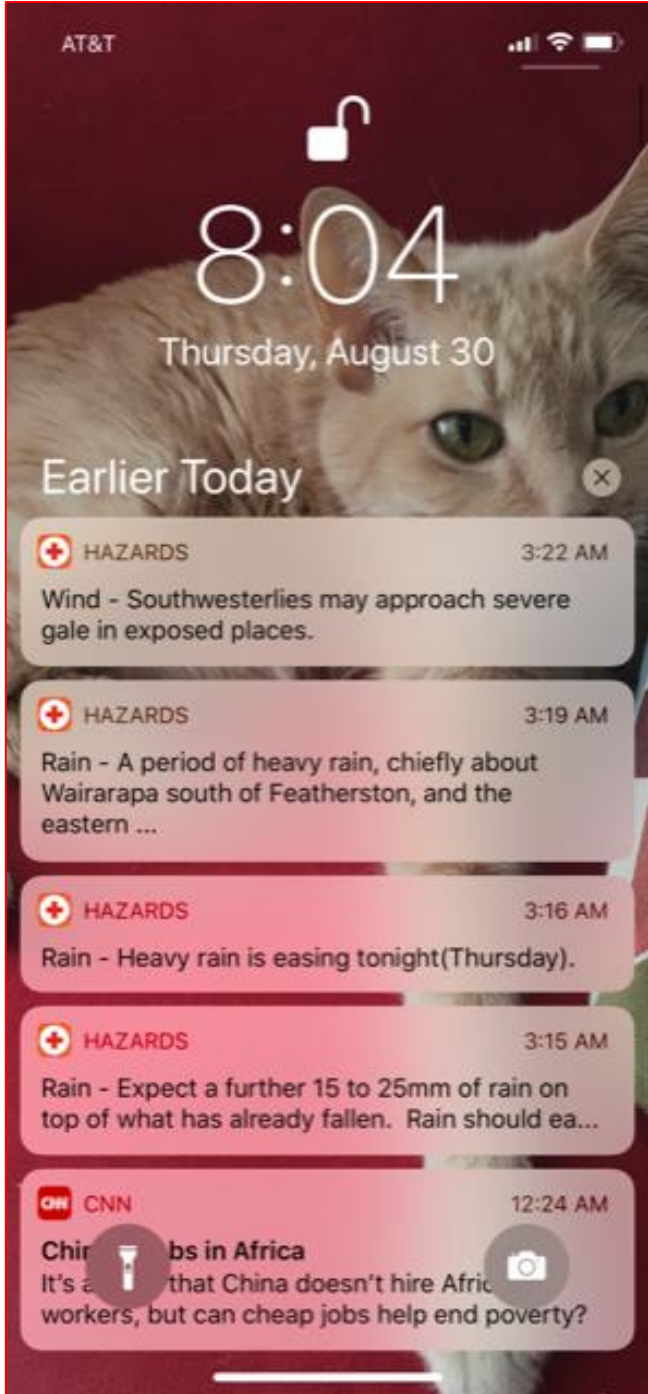 AT&T
8:04
Thursday, August 30
Earlier Today
HAZARDS 3:22 AM
Wind - Southwesterlies may approach severe
gale in exposed places.
HAZARDS 3:19 AM
Rain - A period of heavy rain, chiefly about
Wairarapa south of Featherston, and the
eastern ...
HAZARDS 3:16 AM
Rain - Heavy rain is easing tonight(Thursday).
HAZARDS 3:15 AM
Rain - Expect a further 15 to 25mm of rain on
top of what has already fallen.  Rain should ea...
CNN CNN 12:24 AM
in Africa
It's that China doesn't hire
workers, but can cheap jobs help end poverty?